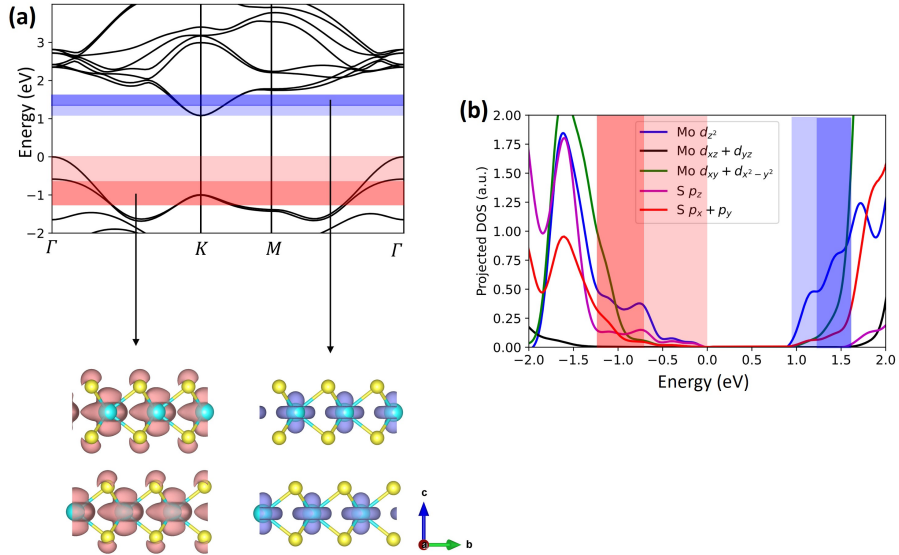 (a)
Energy (eV)
3
2
1
0
−1
−2
Γ
K
M
Γ
(b)
Projected DOS (a.u.)
2.00
1.75
1.50
1.25
1.00
0.75
0.50
0.25
0.00
Mo d_{z²}
Mo d_{xz} + d_{yz}
Mo d_{xy} + d_{x²−y²}
S p_z
S p_x + p_y
−2.0 −1.5 −1.0 −0.5 0.0 0.5 1.0 1.5 2.0
Energy (eV)
c
a
b